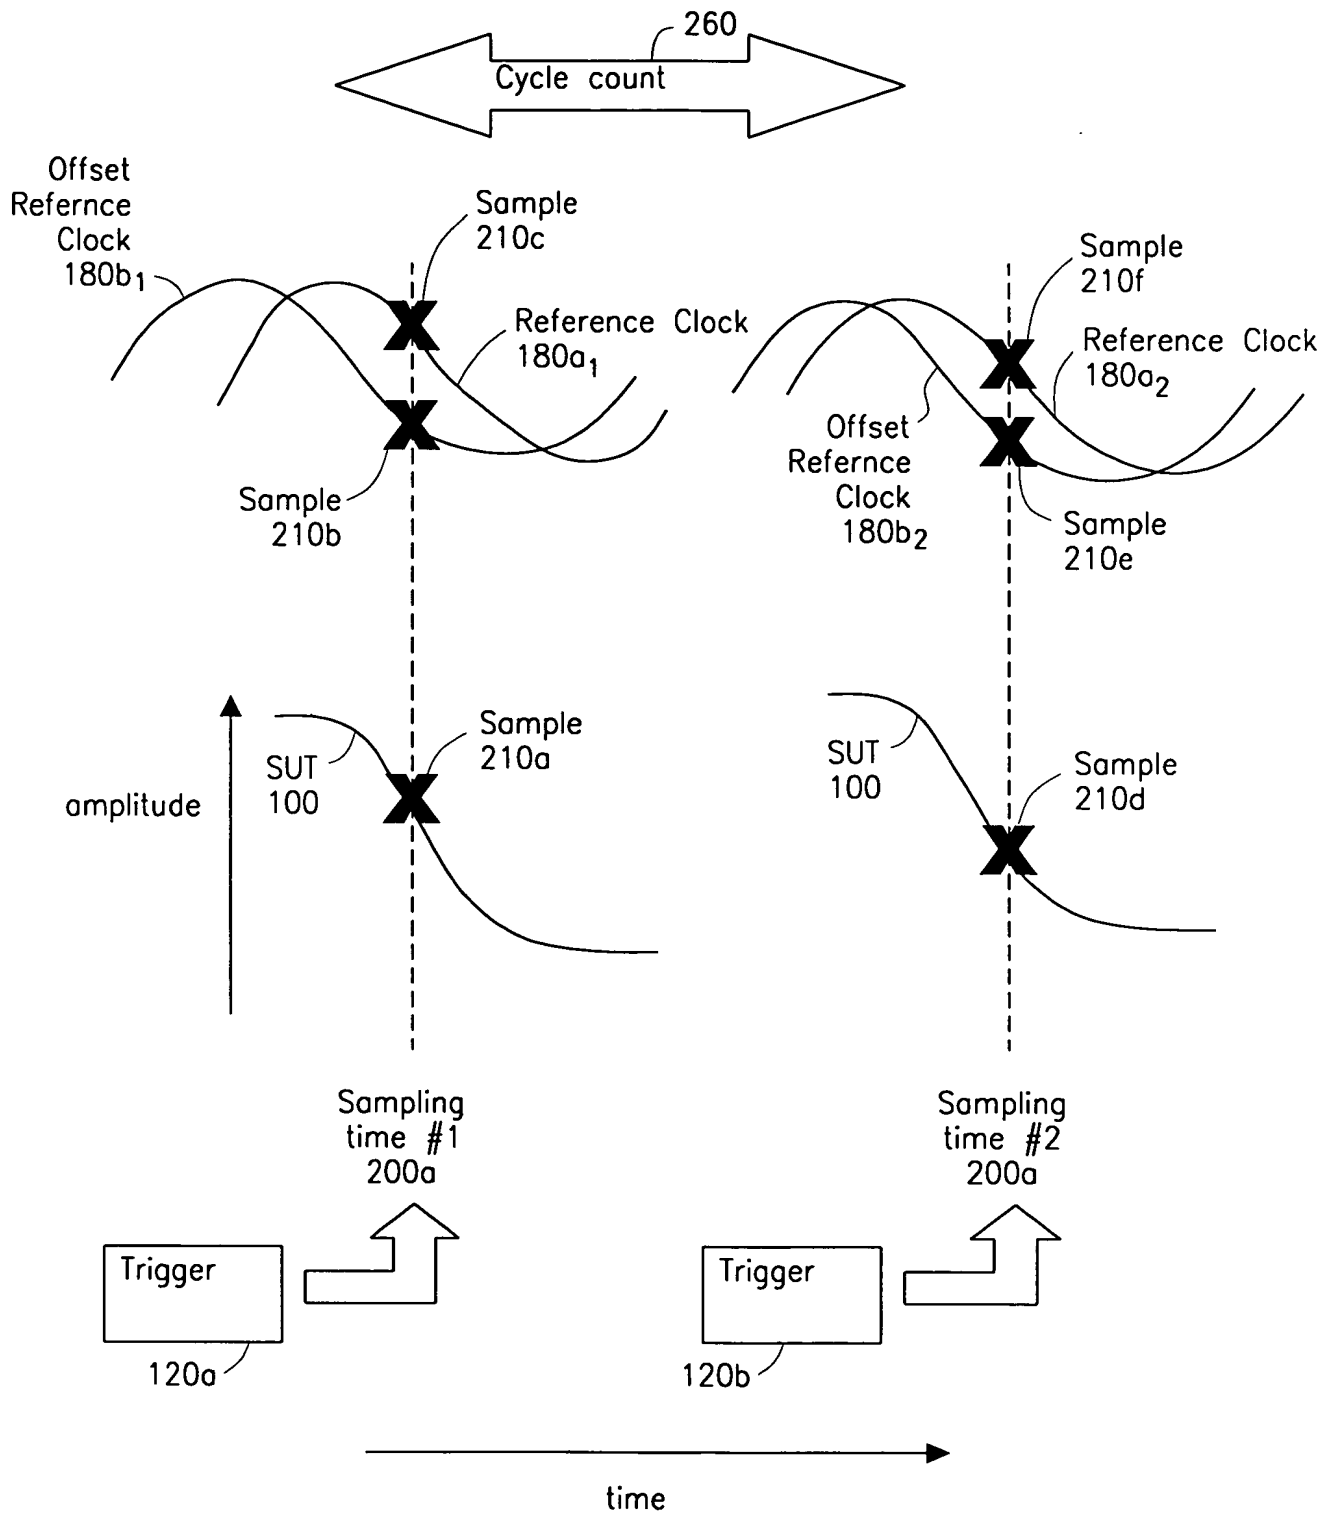 260
Cycle count
Offset
Refernce
Clock
180b1
Sample
210c
Reference Clock
180a1
Sample
210b
Sample
210f
Reference Clock
180a2
Offset
Refernce
Clock
180b2
Sample
210e
amplitude
SUT
100
Sample
210a
SUT
100
Sample
210d
Sampling
time #1
200a
Sampling
time #2
200a
Trigger
120a
Trigger
120b
time